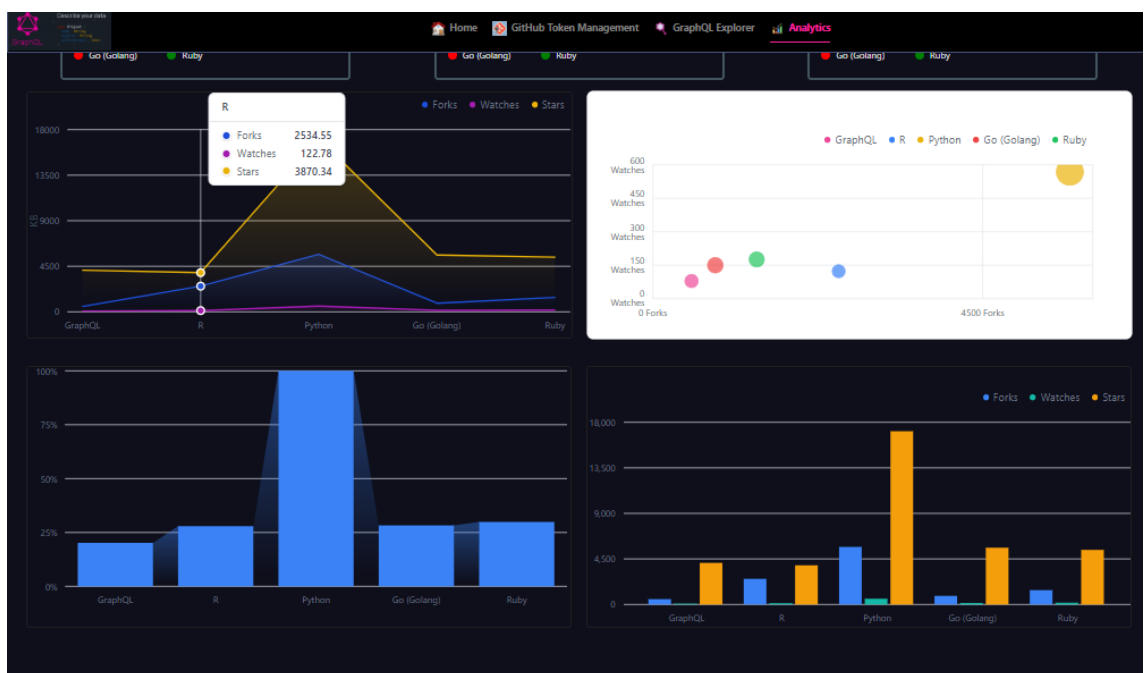 Describe your data
GraphQL
Home GitHub Token Management GraphQL Explorer Analytics
Go (Golang) Ruby Go (Golang) Ruby Go (Golang) Ruby
Forks Watches Stars
R
Forks 2534.55
Watches 122.78
Stars 3870.34
18000
13500
9000
4500
0
KB
GraphQL R Python Go (Golang) Ruby
GraphQL R Python Go (Golang) Ruby
600
Watches
450
Watches
300
Watches
150
Watches
0
Watches
0 Forks 4500 Forks
100%
75%
50%
25%
0%
GraphQL R Python Go (Golang) Ruby
Forks Watches Stars
18,000
13,500
9,000
4,500
0
GraphQL R Python Go (Golang) Ruby